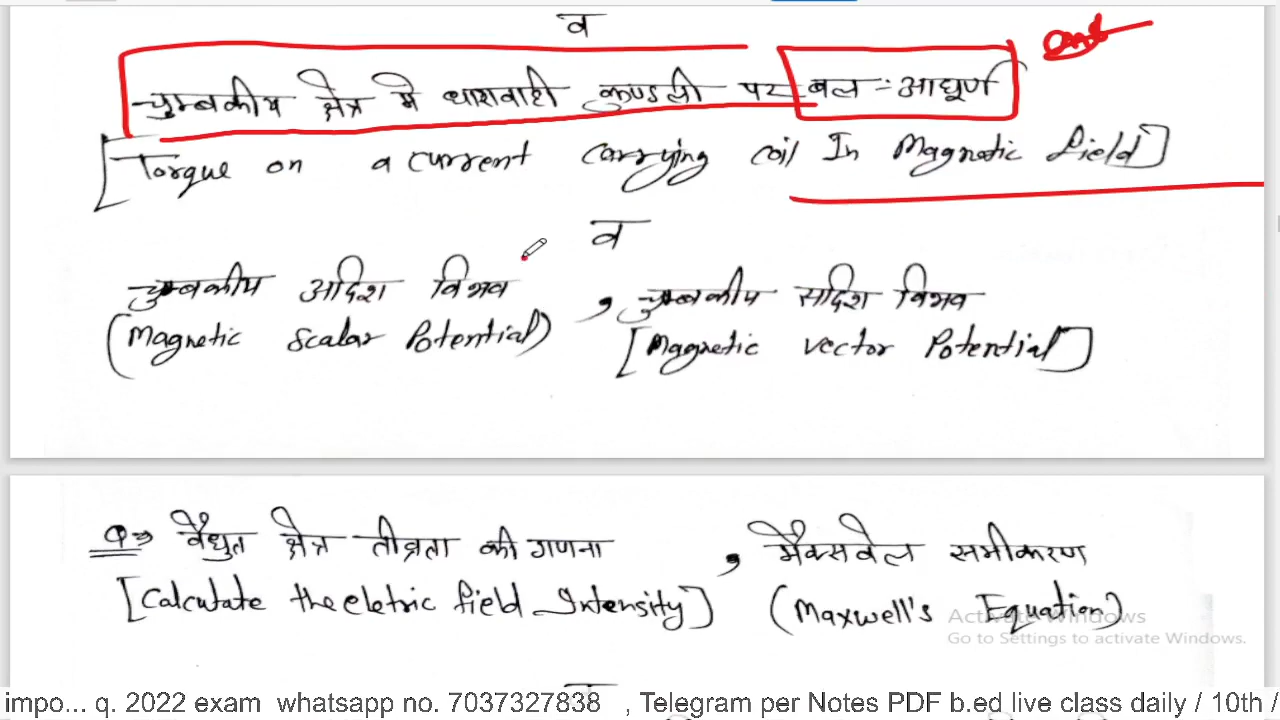 व
चुम्बकीय क्षेत्र मे धारावाही कुण्डली पर बल-आघूर्ण
[Torque on a current carrying coil In Magnetic field]
व
चुम्बकीय अदिश विभव , चुम्बकीय सदिश विभव
(Magnetic Scalar Potential) [Magnetic vector Potential]
Q⇒ वैधुत क्षेत्र तीव्रता की गणना , मैक्सवेल समीकरण
[Calcutate the eletric field Intensity] (Maxwell's Equation)
Activate Windows
Go to Settings to activate Windows.
impo... q. 2022 exam whatsapp no. 7037327838 , Telegram per Notes PDF b.ed live class daily / 10th /